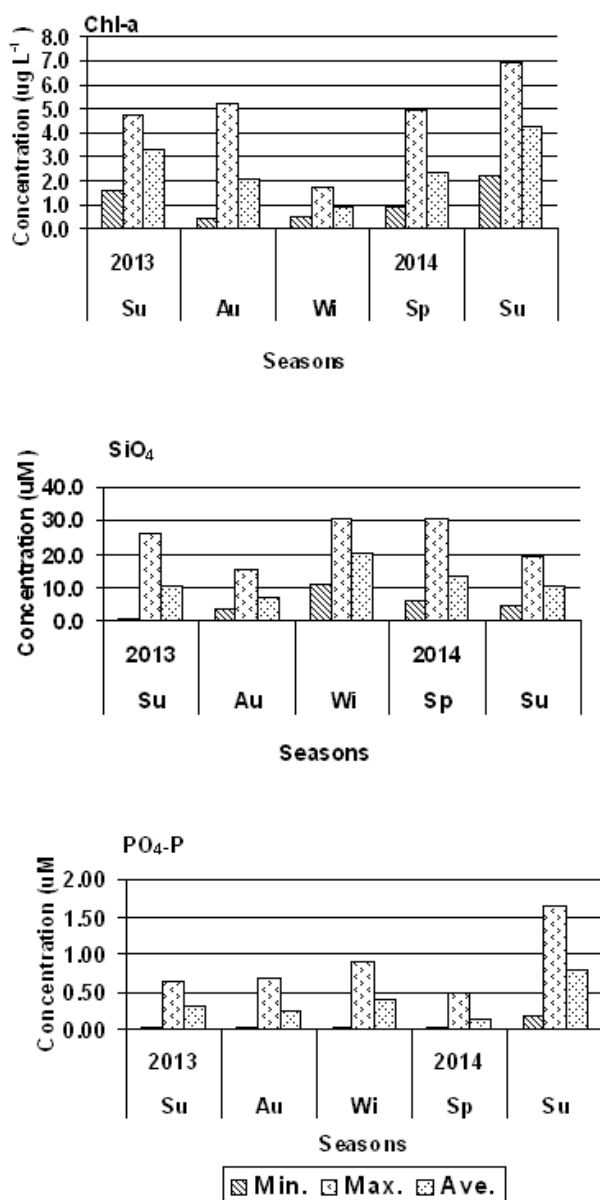 Chl-a
Concentration (ug L⁻¹)
8.0
7.0
6.0
5.0
4.0
3.0
2.0
1.0
0.0
2013 2014
Su Au Wi Sp Su
Seasons
SiO₄
Concentration (uM)
40.0
30.0
20.0
10.0
0.0
2013 2014
Su Au Wi Sp Su
Seasons
PO₄-P
Concentration (uM
2.00
1.50
1.00
0.50
0.00
2013 2014
Su Au Wi Sp Su
Seasons
Min. Max. Ave.